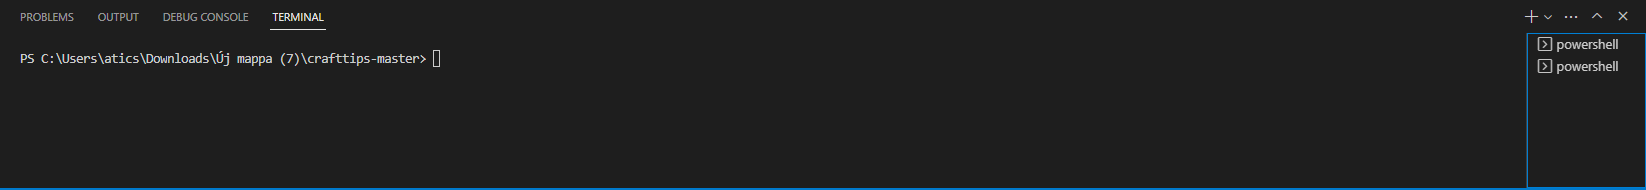 PROBLEMS OUTPUT DEBUG CONSOLE TERMINAL
PS C:\Users\atics\Downloads\Új mappa (7)\crafttips-master>
powershell
powershell